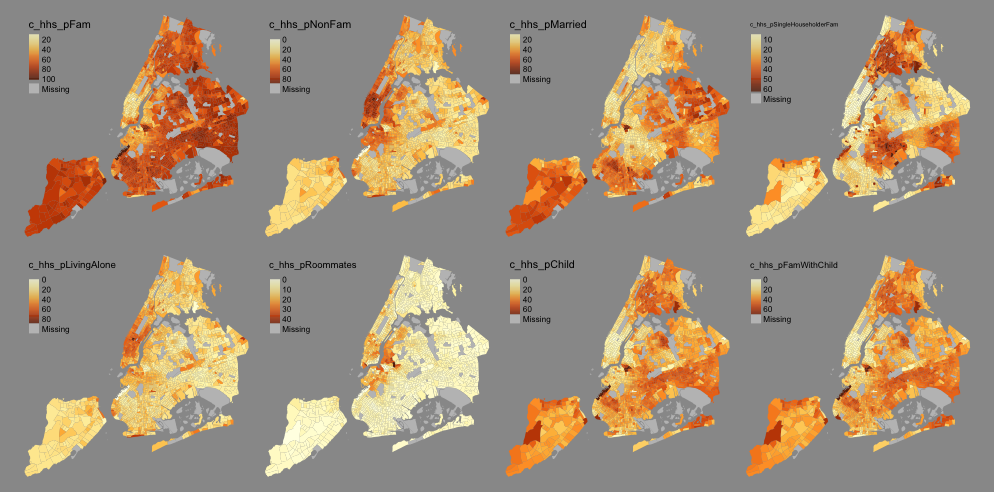 c_hhs_pFam
20
40
60
80
100
Missing
c_hhs_pNonFam
0
20
40
60
80
Missing
c_hhs_pMarried
20
40
60
80
Missing
c_hhs_pSingleHouseholderFam
10
20
30
40
50
60
Missing
c_hhs_pLivingAlone
0
20
40
60
80
Missing
c_hhs_pRoommates
0
10
20
30
40
Missing
c_hhs_pChild
0
20
40
60
Missing
c_hhs_pFamWithChild
0
20
40
60
Missing